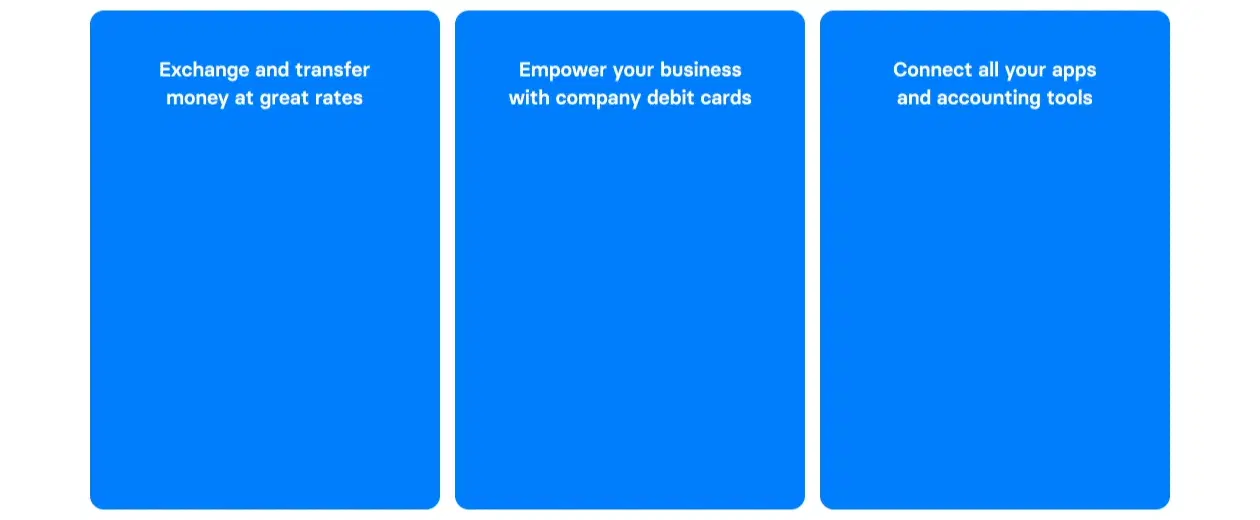 Exchange and transfer
money at great rates
Empower your business
with company debit cards
Connect all your apps
and accounting tools